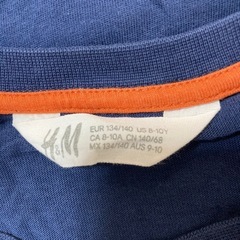 H&M
EUR 134/140 US 8-10Y
CA 8-10A CN 140/68
MX 134/140 AUS 9-10